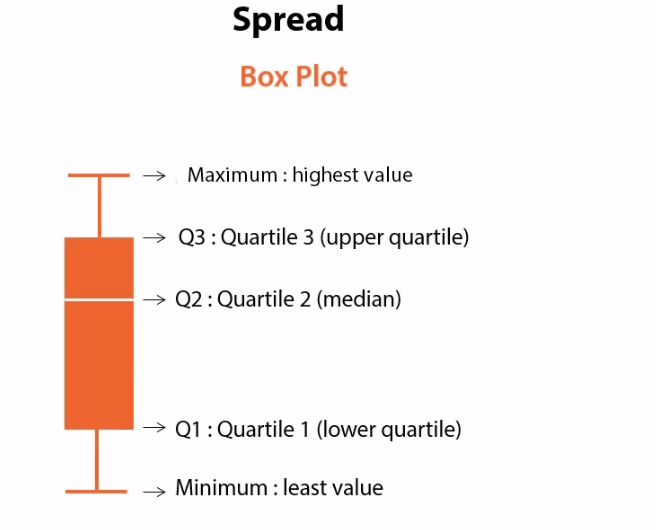 Spread
Box Plot
Maximum : highest value
Q3 : Quartile 3 (upper quartile)
Q2 : Quartile 2 (median)
Q1 : Quartile 1 (lower quartile)
Minimum : least value